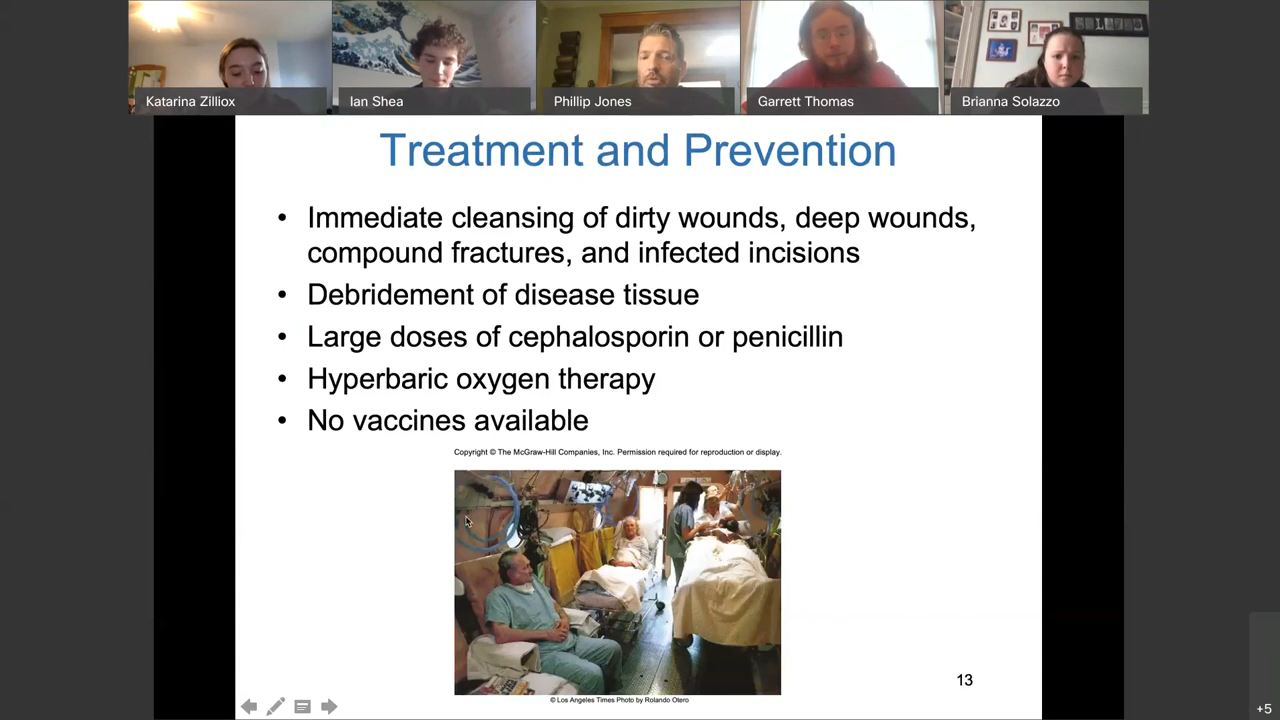 Katarina Zilliox
Ian Shea
Phillip Jones
Garrett Thomas
Brianna Solazzo
Treatment and Prevention
• Immediate cleansing of dirty wounds, deep wounds,
compound fractures, and infected incisions
• Debridement of disease tissue
• Large doses of cephalosporin or penicillin
• Hyperbaric oxygen therapy
• No vaccines available
Copyright © The McGraw-Hill Companies, Inc. Permission required for reproduction or display.
© Los Angeles Times Photo by Rolando Otero
13
+5